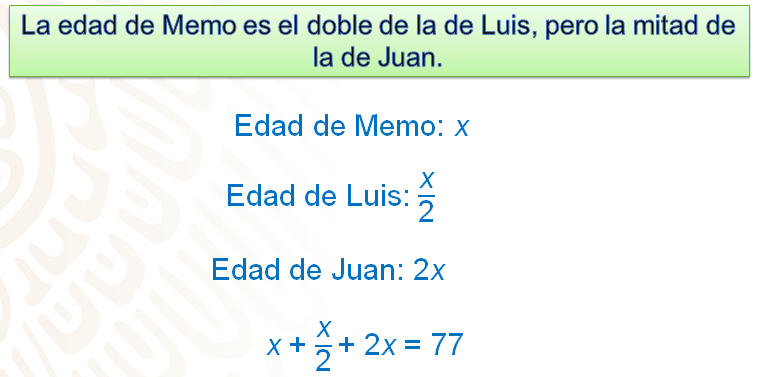 La edad de Memo es el doble de la de Luis, pero la mitad de
la de Juan.
Edad de Memo: x
Edad de Luis: x/2
Edad de Juan: 2x
x + x/2 + 2x = 77